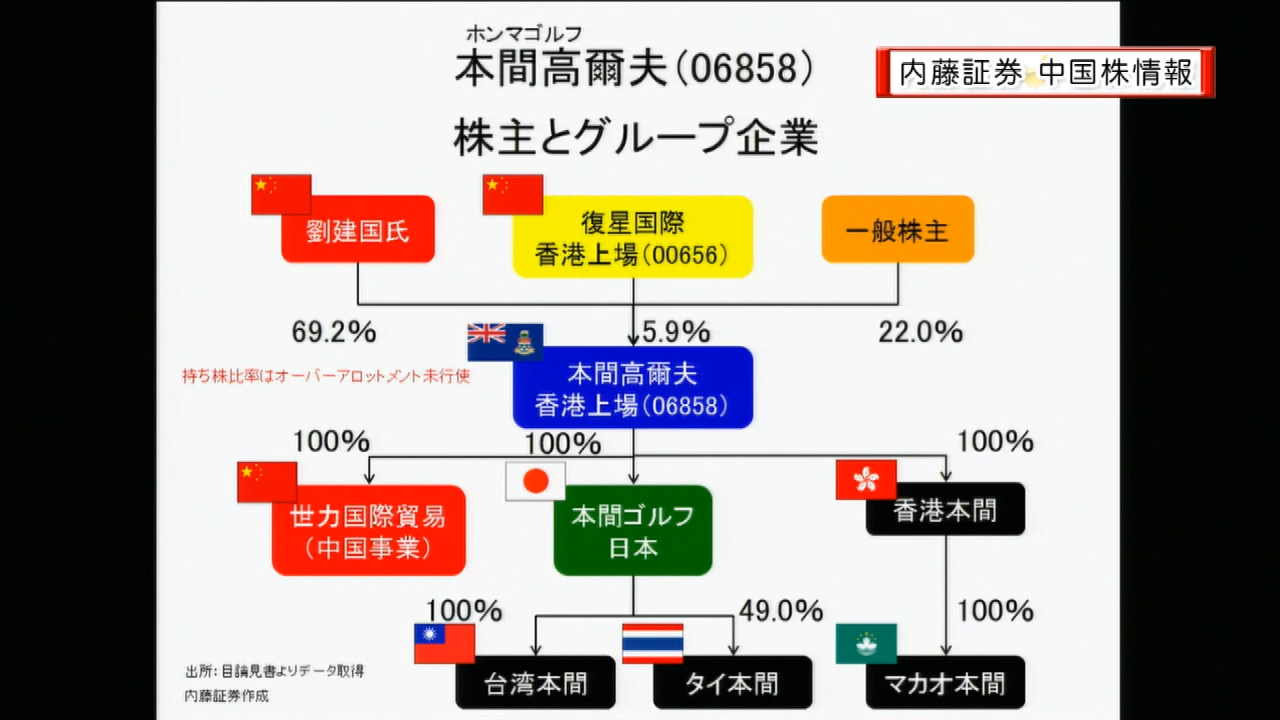 ホンマゴルフ
本間高爾夫(06858)
内藤証券 中国株情報
株主とグループ企業
劉建国氏
復星国際
香港上場(00656)
一般株主
69.2%
5.9%
22.0%
持ち株比率はオーバーアロットメント未行使
本間高爾夫
香港上場(06858)
100%
100%
100%
世力国際貿易
(中国事業)
本間ゴルフ
日本
香港本間
100%
49.0%
100%
台湾本間
タイ本間
マカオ本間
出所:目論見書よりデータ取得
内藤証券作成